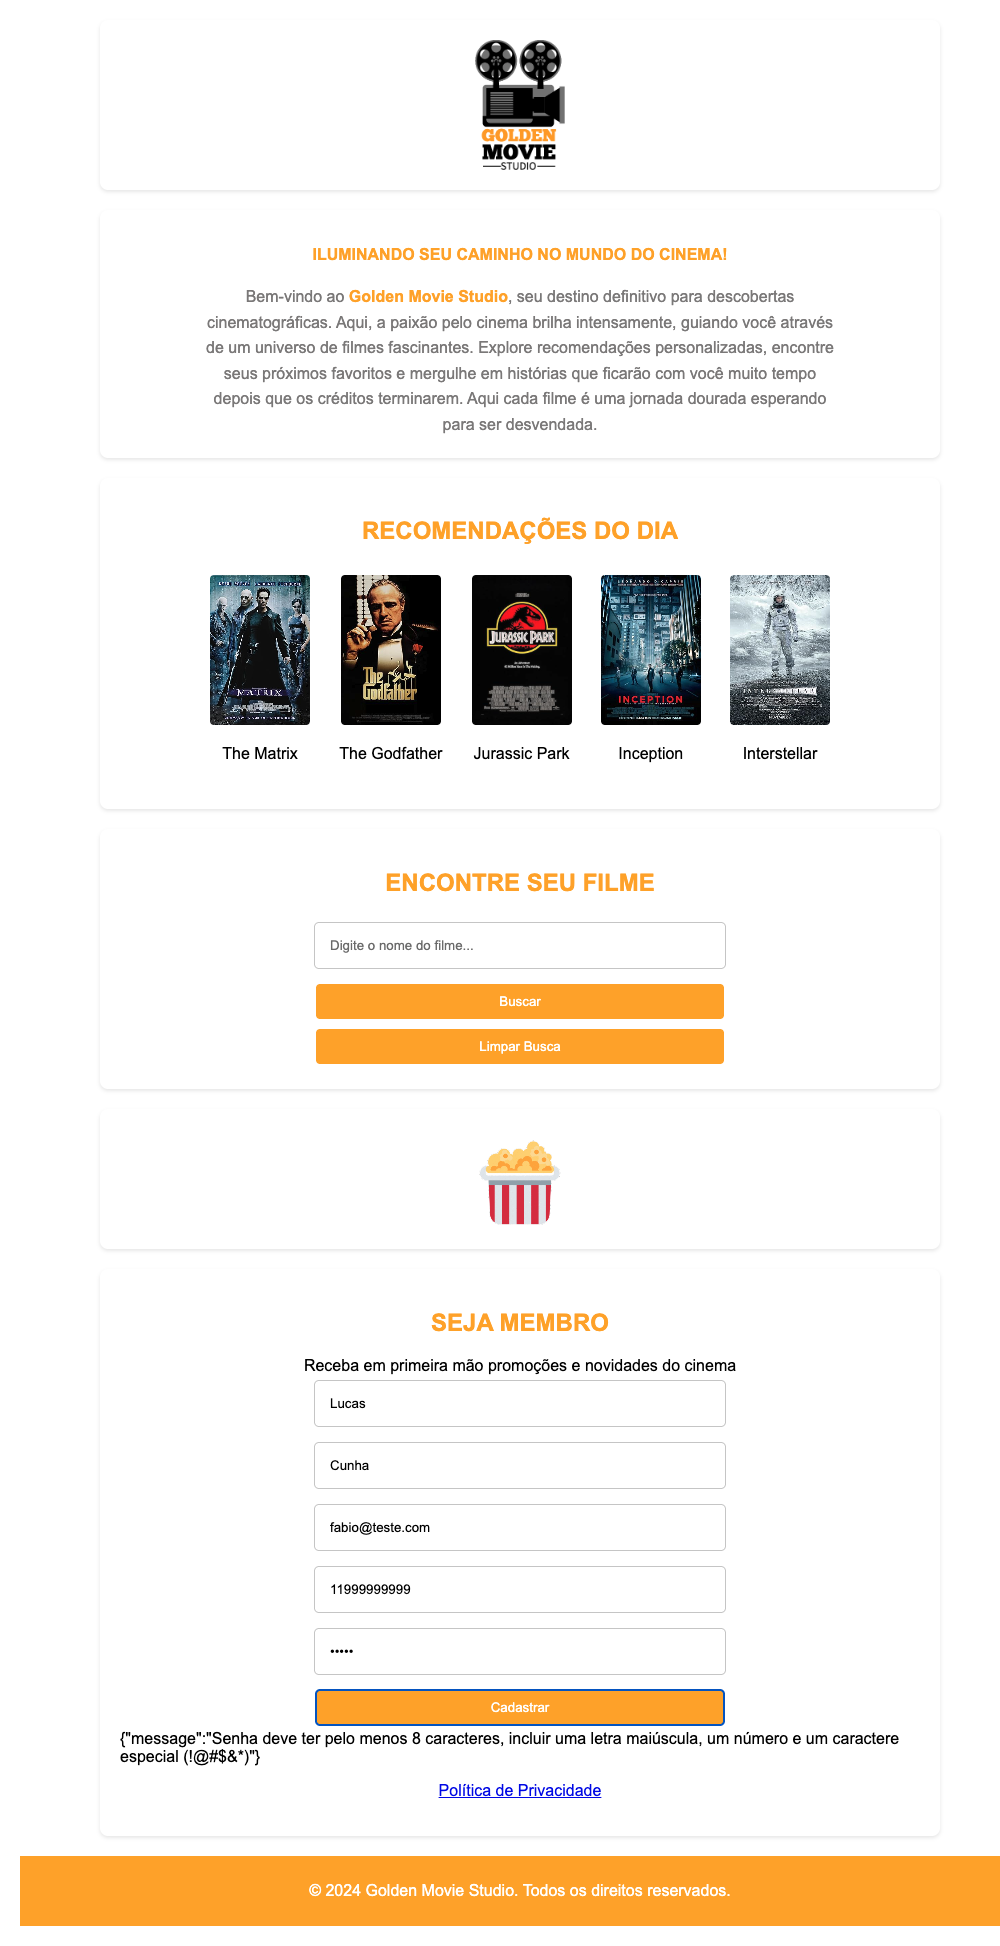 GOLDEN
MOVIE
STUDIO
ILUMINANDO SEU CAMINHO NO MUNDO DO CINEMA!
Bem-vindo ao Golden Movie Studio, seu destino definitivo para descobertas
cinematográficas. Aqui, a paixão pelo cinema brilha intensamente, guiando você através
de um universo de filmes fascinantes. Explore recomendações personalizadas, encontre
seus próximos favoritos e mergulhe em histórias que ficarão com você muito tempo
depois que os créditos terminarem. Aqui cada filme é uma jornada dourada esperando
para ser desvendada.
RECOMENDAÇÕES DO DIA
MATRIX
The Godfather
JURASSIC PARK
INCEPTION
INTERSTELLAR
The Matrix
The Godfather
Jurassic Park
Inception
Interstellar
ENCONTRE SEU FILME
Digite o nome do filme...
Buscar
Limpar Busca
SEJA MEMBRO
Receba em primeira mão promoções e novidades do cinema
Lucas
Cunha
fabio@teste.com
11999999999
•••••
Cadastrar
{"message":"Senha deve ter pelo menos 8 caracteres, incluir uma letra maiúscula, um número e um caractere
especial (!@#$&*)"}
Política de Privacidade
© 2024 Golden Movie Studio. Todos os direitos reservados.